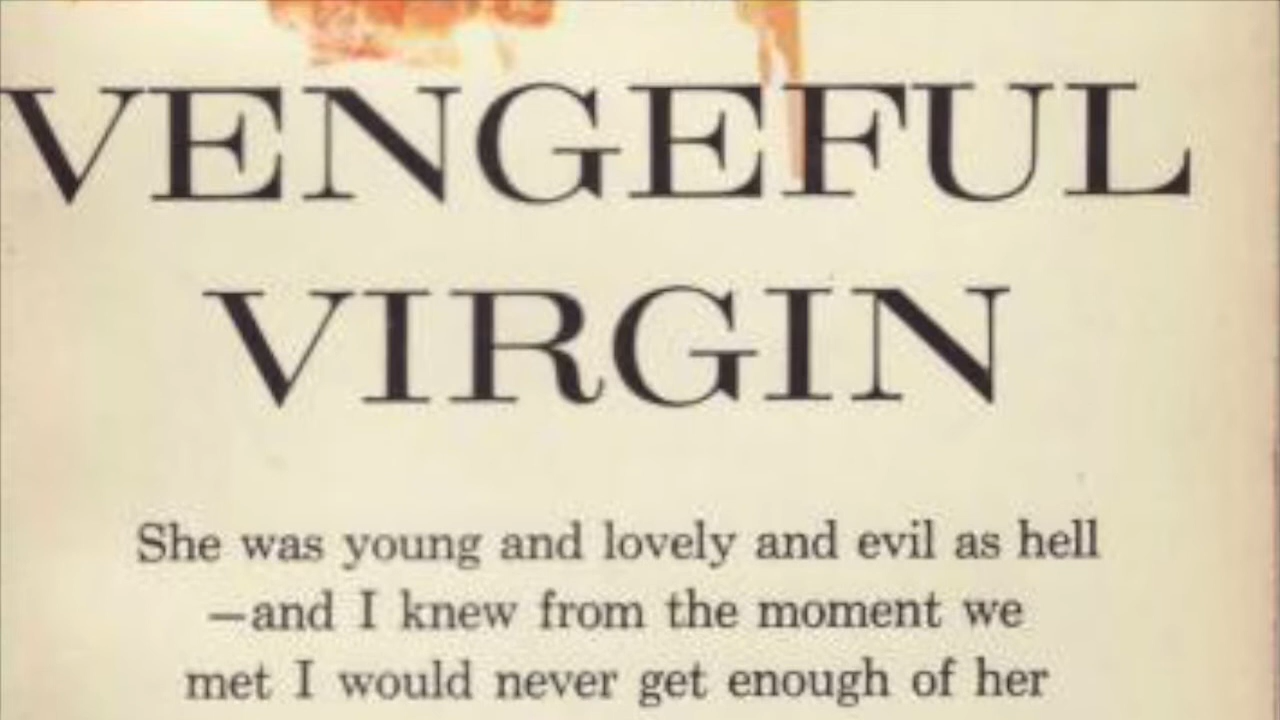 VENGEFUL
VIRGIN
She was young and lovely and evil as hell
—and I knew from the moment we
met I would never get enough of her